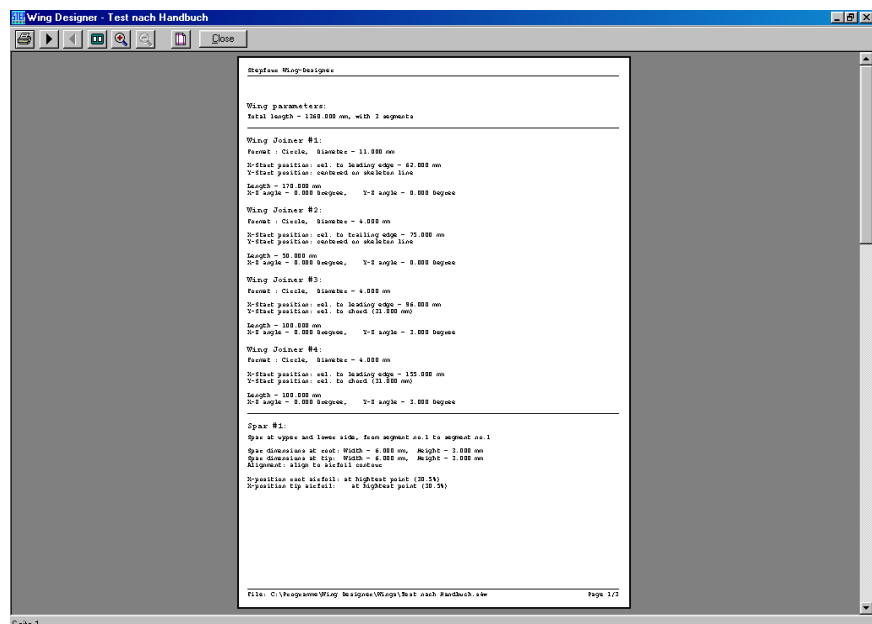 Wing Designer - Test nach Handbuch
Close
Stepfour Wing-Designer
Wing parameters:
Total length = 1360.000 mm, with 2 segments
Wing Joiner #1:
Format : Circle, Diameter = 11.000 mm
X-Start position: rel. to leading edge = 62.000 mm
Y-Start position: centered on skeleton line
Length = 170.000 mm
X-Z angle = 0.000 Degree, Y-Z angle = 0.000 Degree
Wing Joiner #2:
Format : Circle, Diameter = 4.000 mm
X-Start position: rel. to trailing edge = 75.000 mm
Y-Start position: centered on skeleton line
Length = 50.000 mm
X-Z angle = 0.000 Degree, Y-Z angle = 0.000 Degree
Wing Joiner #3:
Format : Circle, Diameter = 4.000 mm
X-Start position: rel. to leading edge = 96.000 mm
Y-Start position: rel. to chord (21.000 mm)
Length = 100.000 mm
X-Z angle = 0.000 Degree, Y-Z angle = 3.000 Degree
Wing Joiner #4:
Format : Circle, Diameter = 4.000 mm
X-Start position: rel. to leading edge = 155.000 mm
Y-Start position: rel. to chord (21.000 mm)
Length = 100.000 mm
X-Z angle = 0.000 Degree, Y-Z angle = 3.000 Degree
Spar #1:
Spar at upper and lower side, from segment no.1 to segment no.1
Spar dimensions at root: Width = 6.000 mm, Height = 3.000 mm
Spar dimensions at tip: Width = 6.000 mm, Height = 3.000 mm
Alignment: align to airfoil contour
X-position root airfoil: at hightest point (30.5%)
X-position tip airfoil: at hightest point (30.5%)
File: C:\Programme\Wing Designer\Wings\Test nach Handbuch.s4w Page 1/2
Seite 1